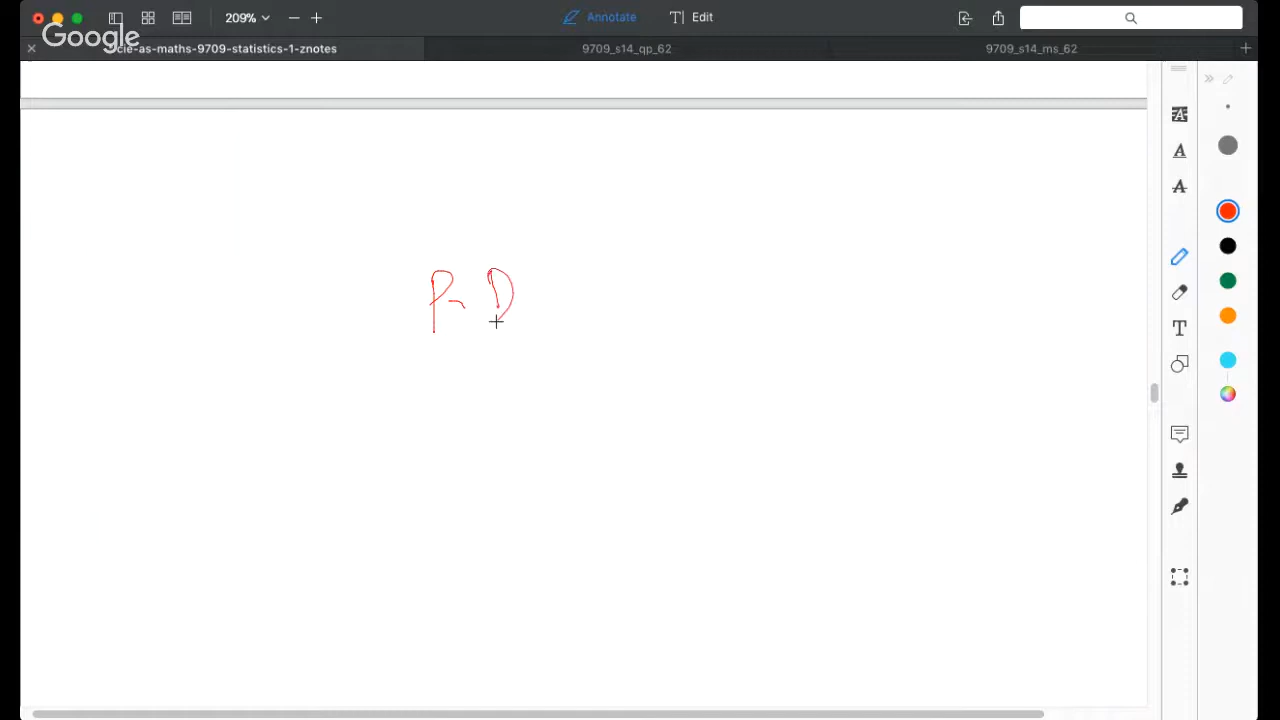 209%
Annotate
Edit
Google
cie-as-maths-9709-statistics-1-znotes
9709_s14_qp_62
9709_s14_ms_62
A
A
A
T
P D